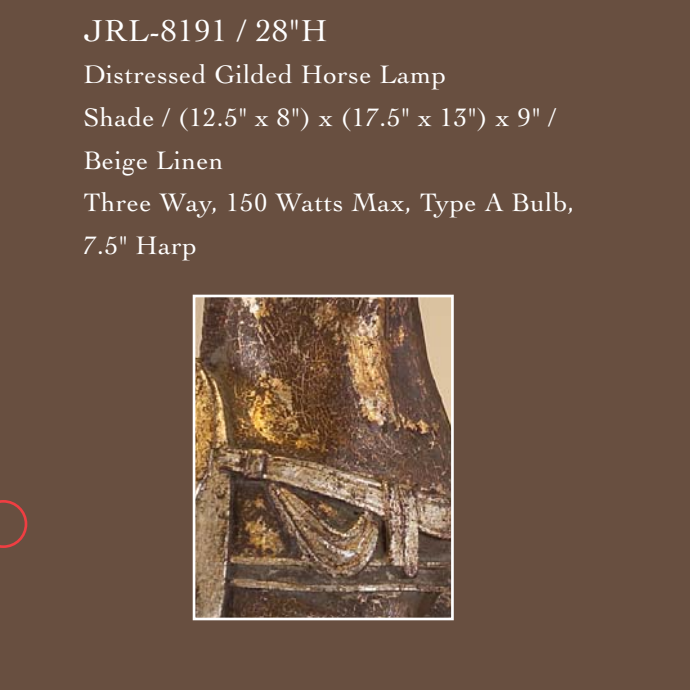 JRL-8191 / 28"H
Distressed Gilded Horse Lamp
Shade / (12.5" x 8") x (17.5" x 13") x 9" /
Beige Linen
Three Way, 150 Watts Max, Type A Bulb,
7.5" Harp